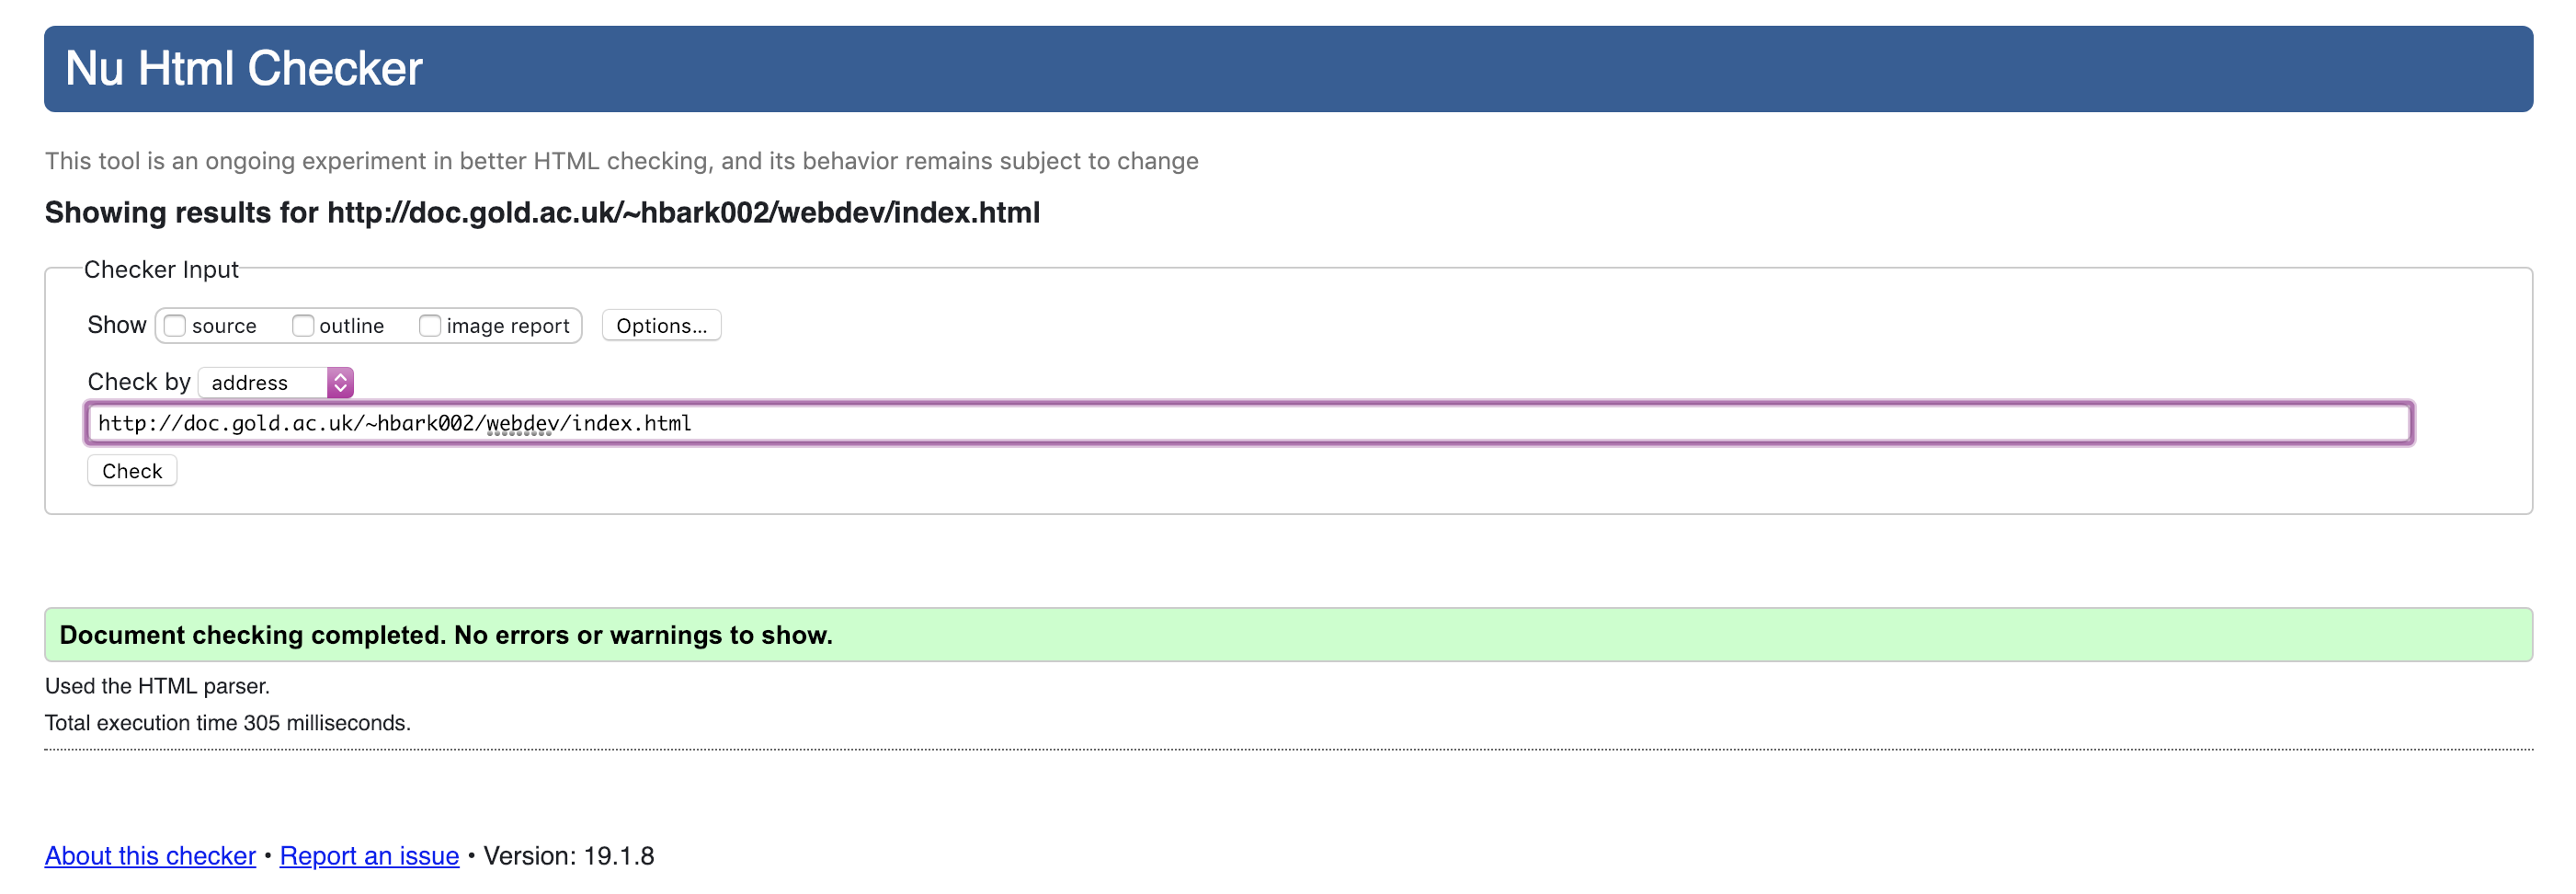 Nu Html Checker
This tool is an ongoing experiment in better HTML checking, and its behavior remains subject to change
Showing results for http://doc.gold.ac.uk/~hbark002/webdev/index.html
Checker Input
Show source outline image report Options...
Check by address
http://doc.gold.ac.uk/~hbark002/webdev/index.html
Check
Document checking completed. No errors or warnings to show.
Used the HTML parser.
Total execution time 305 milliseconds.
About this checker • Report an issue • Version: 19.1.8